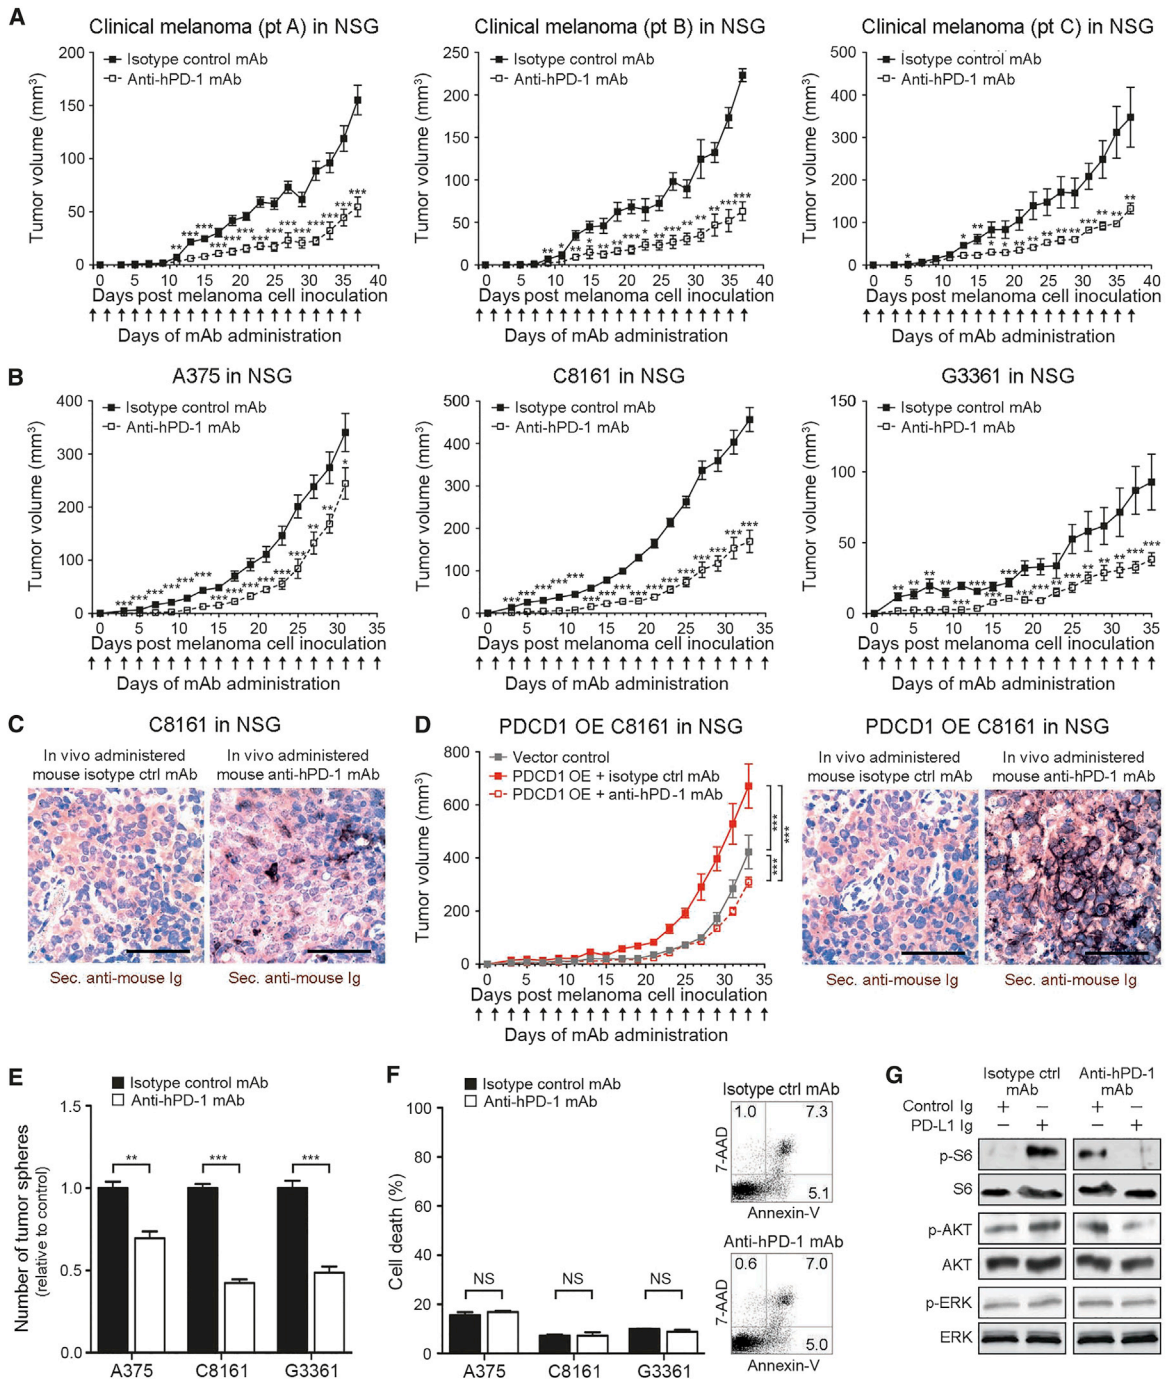 A
Clinical melanoma (pt A) in NSG
Isotype control mAb
Anti-hPD-1 mAb
Tumor volume (mm³)
200
150
100
50
0
0 5 10 15 20 25 30 35 40
Days post melanoma cell inoculation
Days of mAb administration
Clinical melanoma (pt B) in NSG
Isotype control mAb
Anti-hPD-1 mAb
Tumor volume (mm³)
250
200
150
100
50
0
0 5 10 15 20 25 30 35 40
Days post melanoma cell inoculation
Days of mAb administration
Clinical melanoma (pt C) in NSG
Isotype control mAb
Anti-hPD-1 mAb
Tumor volume (mm³)
500
400
300
200
100
0
0 5 10 15 20 25 30 35 40
Days post melanoma cell inoculation
Days of mAb administration
B
A375 in NSG
Isotype control mAb
Anti-hPD-1 mAb
Tumor volume (mm³)
400
300
200
100
0
0 5 10 15 20 25 30 35
Days post melanoma cell inoculation
Days of mAb administration
C8161 in NSG
Isotype control mAb
Anti-hPD-1 mAb
Tumor volume (mm³)
500
400
300
200
100
0
0 5 10 15 20 25 30 35
Days post melanoma cell inoculation
Days of mAb administration
G3361 in NSG
Isotype control mAb
Anti-hPD-1 mAb
Tumor volume (mm³)
150
100
50
0
0 5 10 15 20 25 30 35
Days post melanoma cell inoculation
Days of mAb administration
C
C8161 in NSG
In vivo administered
mouse isotype ctrl mAb
In vivo administered
mouse anti-hPD-1 mAb
Sec. anti-mouse Ig
Sec. anti-mouse Ig
D
PDCD1 OE C8161 in NSG
Vector control
PDCD1 OE + isotype ctrl mAb
PDCD1 OE + anti-hPD-1 mAb
Tumor volume (mm³)
800
600
400
200
0
***
***
***
0 5 10 15 20 25 30 35
Days post melanoma cell inoculation
Days of mAb administration
PDCD1 OE C8161 in NSG
In vivo administered
mouse isotype ctrl mAb
In vivo administered
mouse anti-hPD-1 mAb
Sec. anti-mouse Ig
Sec. anti-mouse Ig
E
Isotype control mAb
Anti-hPD-1 mAb
Number of tumor spheres
(relative to control)
1.5
1.0
0.5
0.0
** *** ***
A375 C8161 G3361
F
Isotype control mAb
Anti-hPD-1 mAb
Cell death (%)
100
80
60
40
20
0
NS NS NS
A375 C8161 G3361
Isotype ctrl mAb
7-AAD
1.0 7.3
5.1
Annexin-V
Anti-hPD-1 mAb
7-AAD
0.6 7.0
5.0
Annexin-V
G
Isotype ctrl
mAb
Anti-hPD-1
mAb
Control Ig + − + −
PD-L1 Ig − + − +
p-S6
S6
p-AKT
AKT
p-ERK
ERK